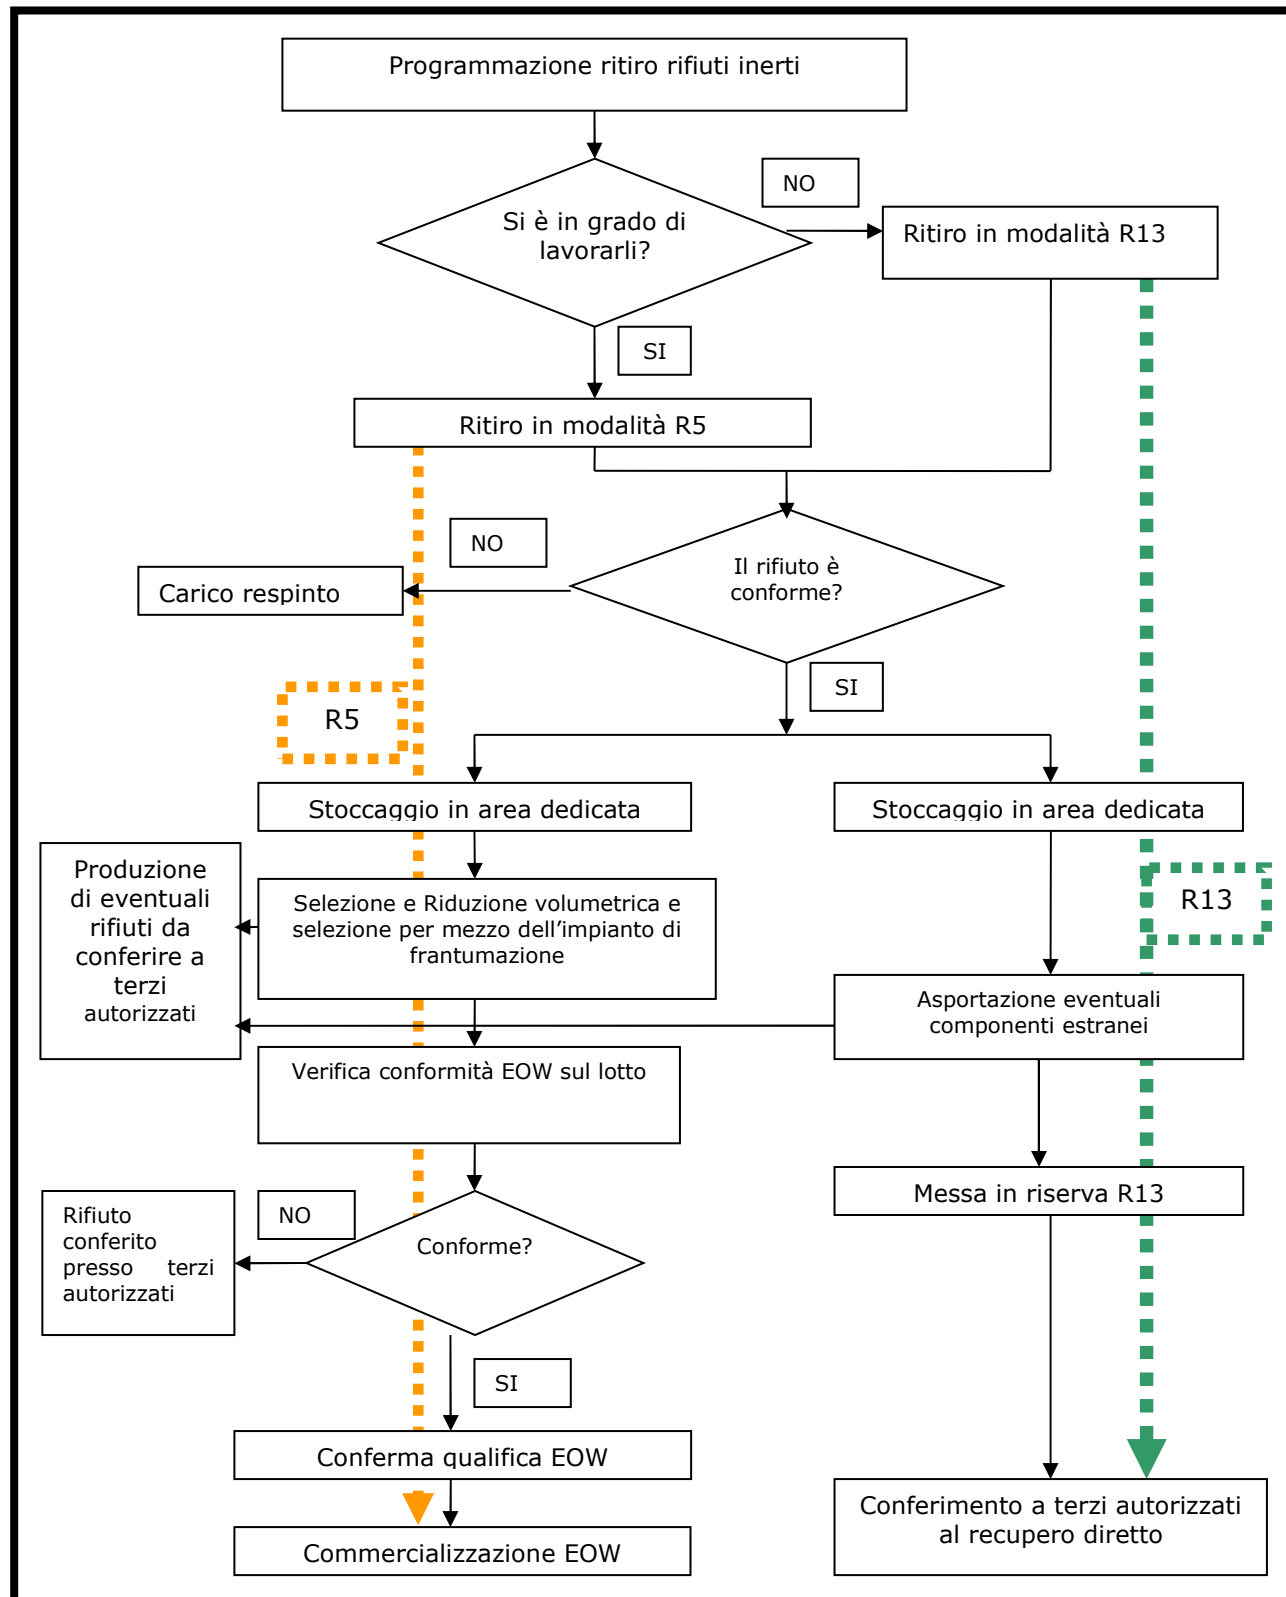 Programmazione ritiro rifiuti inerti
NO
Si è in grado di
lavorarli?
Ritiro in modalità R13
SI
Ritiro in modalità R5
NO
Il rifiuto è
conforme?
Carico respinto
SI
R5
Stoccaggio in area dedicata
Stoccaggio in area dedicata
Produzione
di eventuali
rifiuti da
conferire a
terzi
autorizzati
Selezione e Riduzione volumetrica e
selezione per mezzo dell’impianto di
frantumazione
R13
Asportazione eventuali
componenti estranei
Verifica conformità EOW sul lotto
Messa in riserva R13
NO
Rifiuto
conferito
presso terzi
autorizzati
Conforme?
SI
Conferma qualifica EOW
Conferimento a terzi autorizzati
al recupero diretto
Commercializzazione EOW